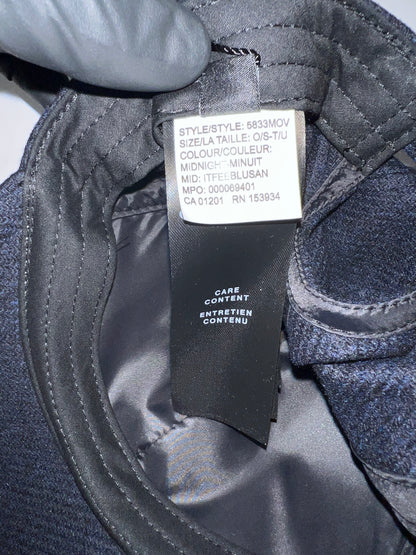 STYLE/STYLE: 5833MOV
SIZE/LA TAILLE: O/S-T/U
COLOUR/COULEUR:
MIDNIGHT-MINUIT
MID: ITFEEBLUSAN
MPO: 000069401
CA 01201 RN 153934
CARE
CONTENT
ENTRETIEN
CONTENU